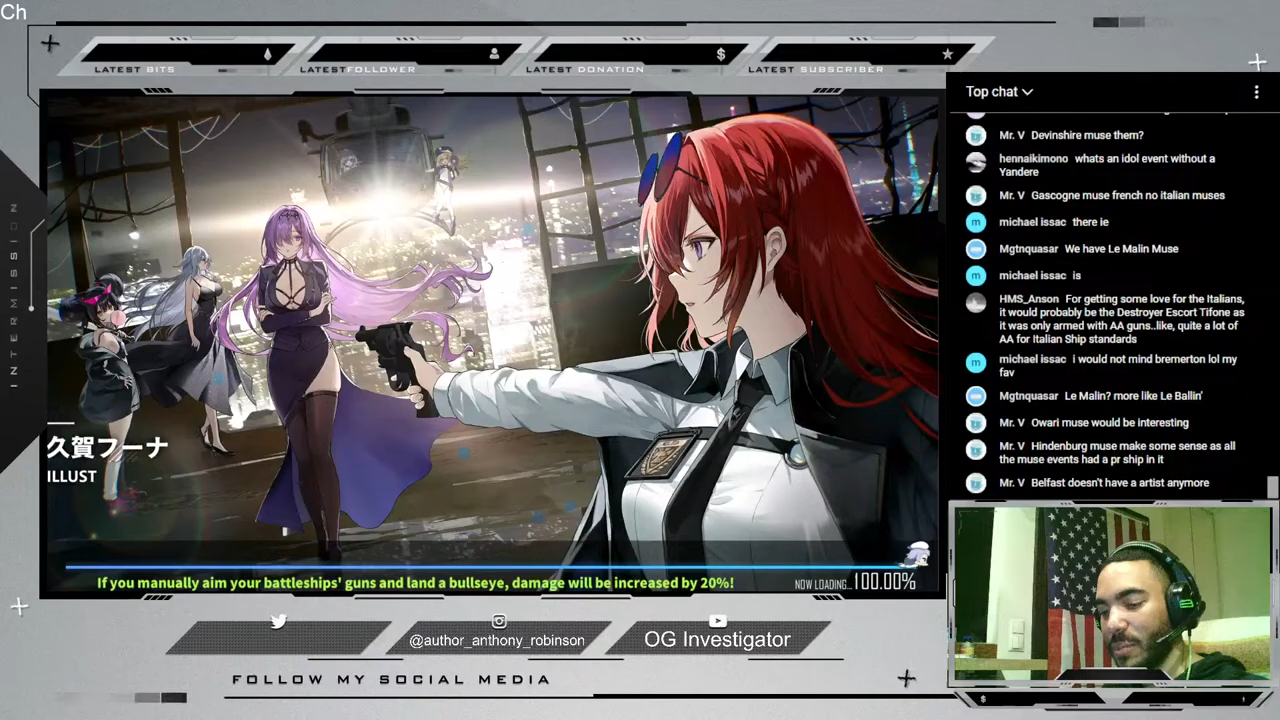 Ch
LATEST BITS
LATEST FOLLOWER
LATEST DONATION
LATEST SUBSCRIBER
INTERMISSION
Top chat
Mr. V Devinshire muse them?
hennaikimono whats an idol event without a
Yandere
Mr. V Gascogne muse french no italian muses
michael issac there ie
Mgtnquasar We have Le Malin Muse
michael issac is
HMS_Anson For getting some love for the Italians,
it would probably be the Destroyer Escort Tifone as
it was only armed with AA guns..like, quite a lot of
AA for Italian Ship standards
michael issac i would not mind bremerton lol my
fav
Mgtnquasar Le Malin? more like Le Ballin'
Mr. V Owari muse would be interesting
Mr. V Hindenburg muse make some sense as all
the muse events had a pr ship in it
Mr. V Belfast doesn't have a artist anymore
久賀フーナ
ILLUST
If you manually aim your battleships' guns and land a bullseye, damage will be increased by 20%!
NOW LOADING... 100.00%
@author_anthony_robinson
OG Investigator
FOLLOW MY SOCIAL MEDIA